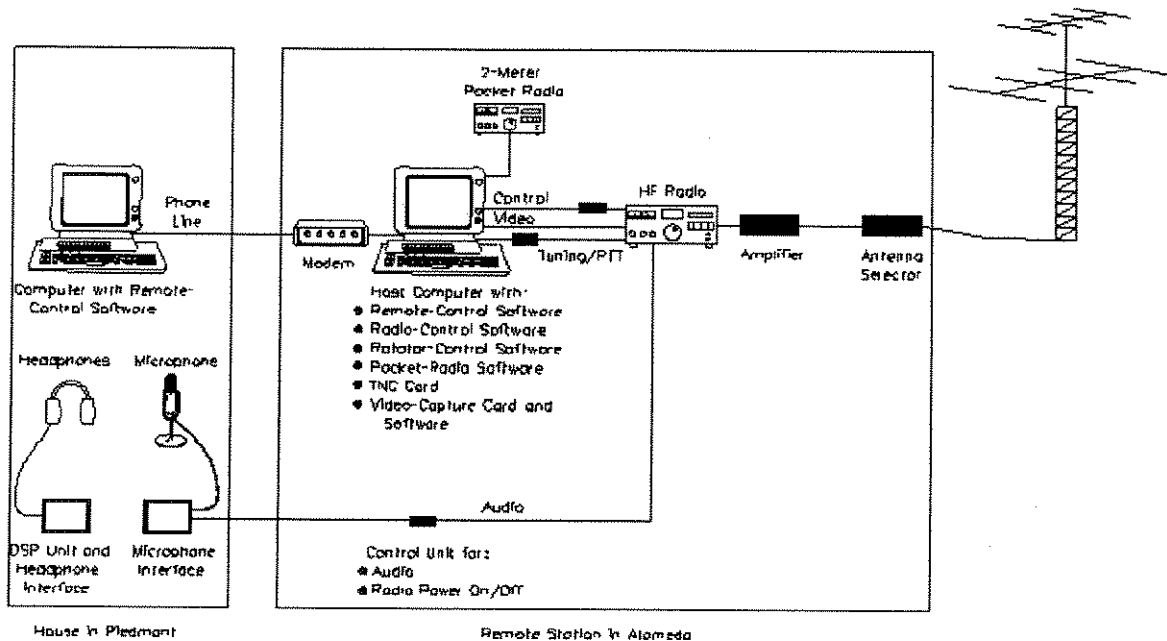 2-Meter
Packet Radio
Phone
Line
Control
Video
Tuning/PTT
HF Radio
Modem
Amplifier
Antenna
Selector
Computer with Remote-
Control Software
Host Computer with:
● Remote-Control Software
● Radio-Control Software
● Rotator-Control Software
● Packet-Radio Software
● TNC Card
● Video-Capture Card and
Software
Headphones
Microphone
Audio
DSP Unit and
Headphone
Interface
Microphone
Interface
Control Unit for:
● Audio
● Radio Power On/Off
House in Piedmont
Remote Station in Alameda